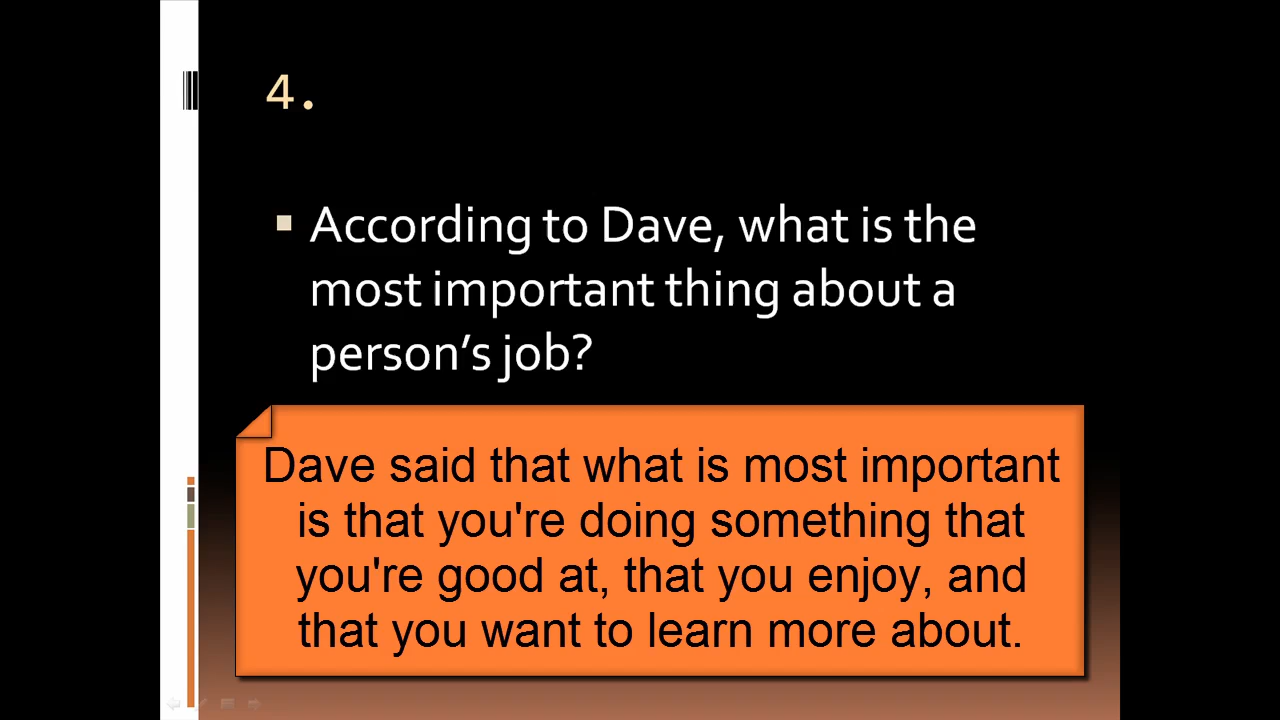 4.
According to Dave, what is the
most important thing about a
person’s job?
Dave said that what is most important
is that you're doing something that
you're good at, that you enjoy, and
that you want to learn more about.